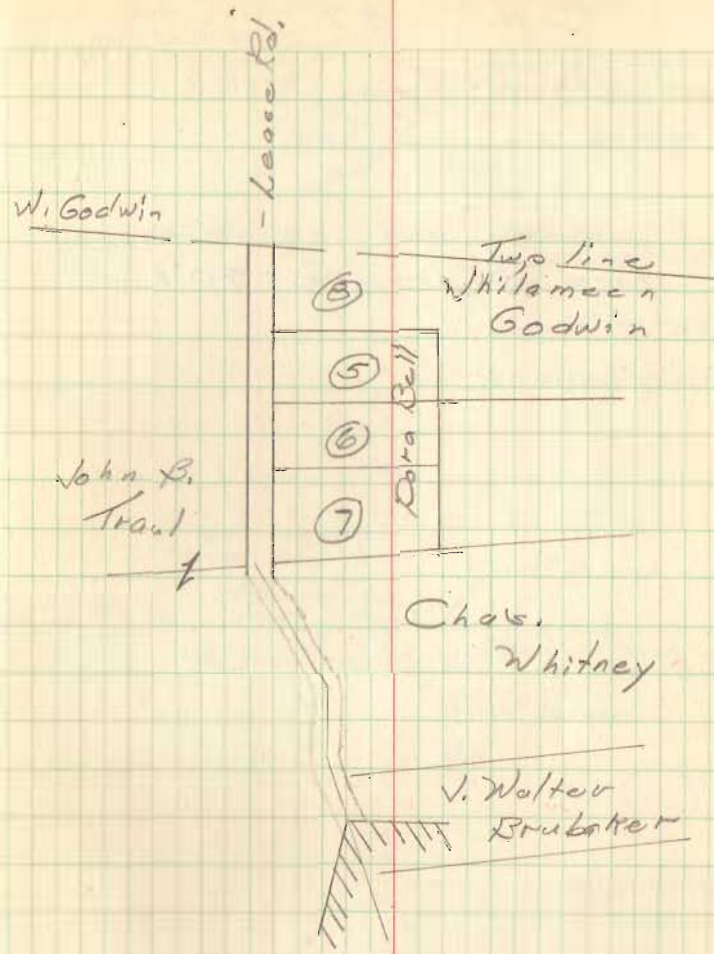 - Lease Rd.
W. Godwin
Twp line
Whilameen
Godwin
8
5
Dora Bell
6
John B.
Traul
7
Chas.
Whitney
V. Walter
Brubaker